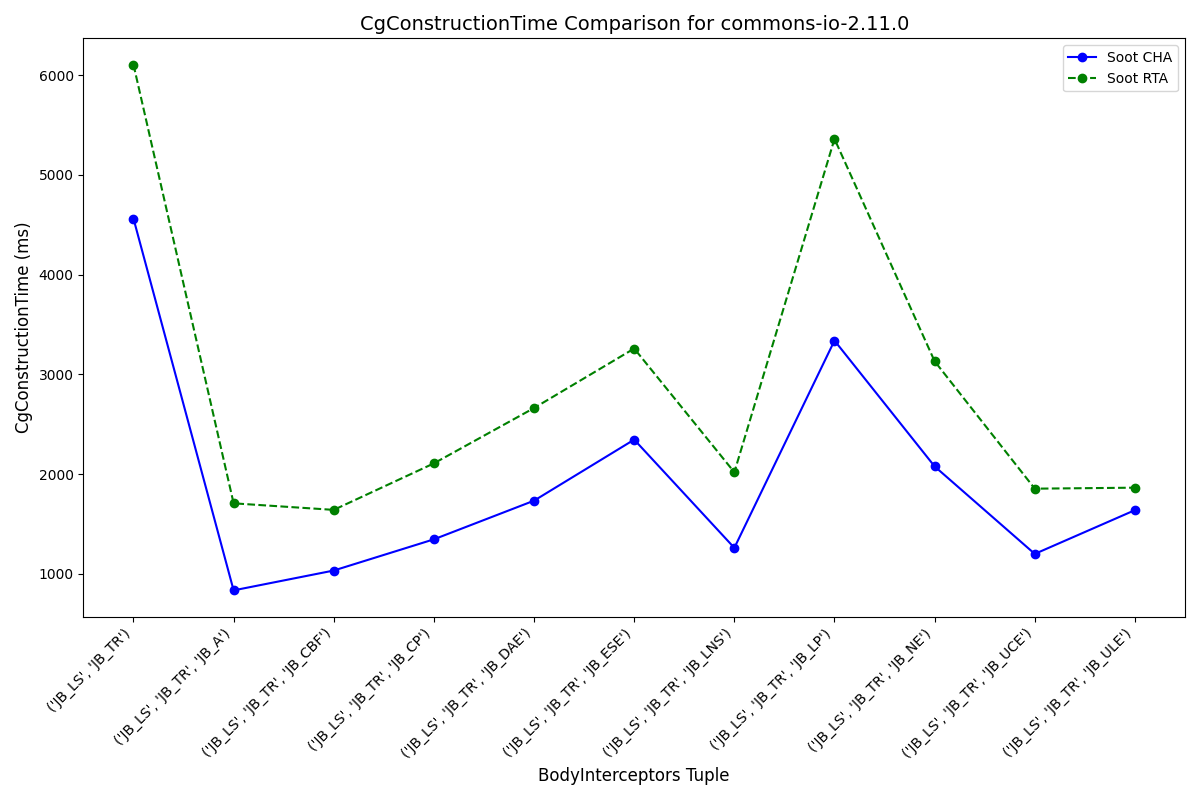 CgConstructionTime Comparison for commons-io-2.11.0
Soot CHA
Soot RTA
CgConstructionTime (ms)
6000
5000
4000
3000
2000
1000
('JB_LS', 'JB_TR')
('JB_LS', 'JB_TR', 'JB_A')
('JB_LS', 'JB_TR', 'JB_CBF')
('JB_LS', 'JB_TR', 'JB_CP')
('JB_LS', 'JB_TR', 'JB_DAE')
('JB_LS', 'JB_TR', 'JB_ESE')
('JB_LS', 'JB_TR', 'JB_LNS')
('JB_LS', 'JB_TR', 'JB_LP')
('JB_LS', 'JB_TR', 'JB_NE')
('JB_LS', 'JB_TR', 'JB_UCE')
('JB_LS', 'JB_TR', 'JB_ULE')
BodyInterceptors Tuple